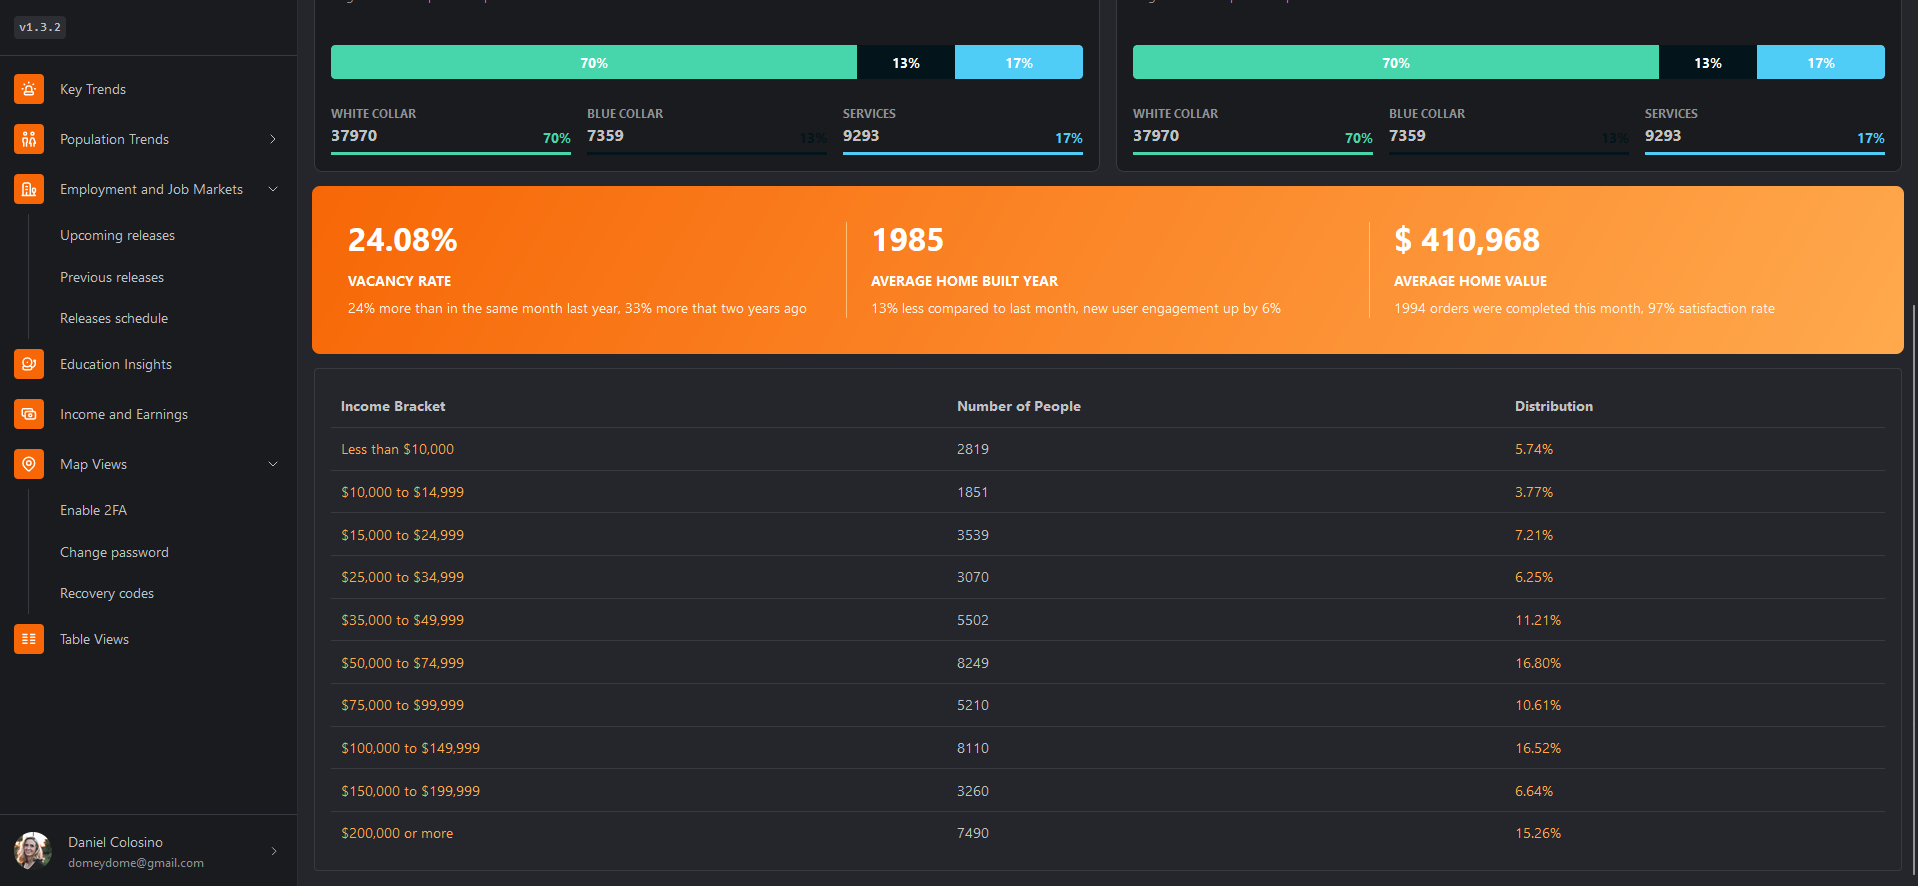 v1.3.2
Key Trends
Population Trends
Employment and Job Markets
Upcoming releases
Previous releases
Releases schedule
Education Insights
Income and Earnings
Map Views
Enable 2FA
Change password
Recovery codes
Table Views
Daniel Colosino
domeydome@gmail.com
70% 13% 17%
WHITE COLLAR BLUE COLLAR SERVICES
37970 70% 7359 13% 9293 17%
70% 13% 17%
WHITE COLLAR BLUE COLLAR SERVICES
37970 70% 7359 13% 9293 17%
24.08%
VACANCY RATE
24% more than in the same month last year, 33% more that two years ago
1985
AVERAGE HOME BUILT YEAR
13% less compared to last month, new user engagement up by 6%
$ 410,968
AVERAGE HOME VALUE
1994 orders were completed this month, 97% satisfaction rate
Income Bracket Number of People Distribution
Less than $10,000 2819 5.74%
$10,000 to $14,999 1851 3.77%
$15,000 to $24,999 3539 7.21%
$25,000 to $34,999 3070 6.25%
$35,000 to $49,999 5502 11.21%
$50,000 to $74,999 8249 16.80%
$75,000 to $99,999 5210 10.61%
$100,000 to $149,999 8110 16.52%
$150,000 to $199,999 3260 6.64%
$200,000 or more 7490 15.26%